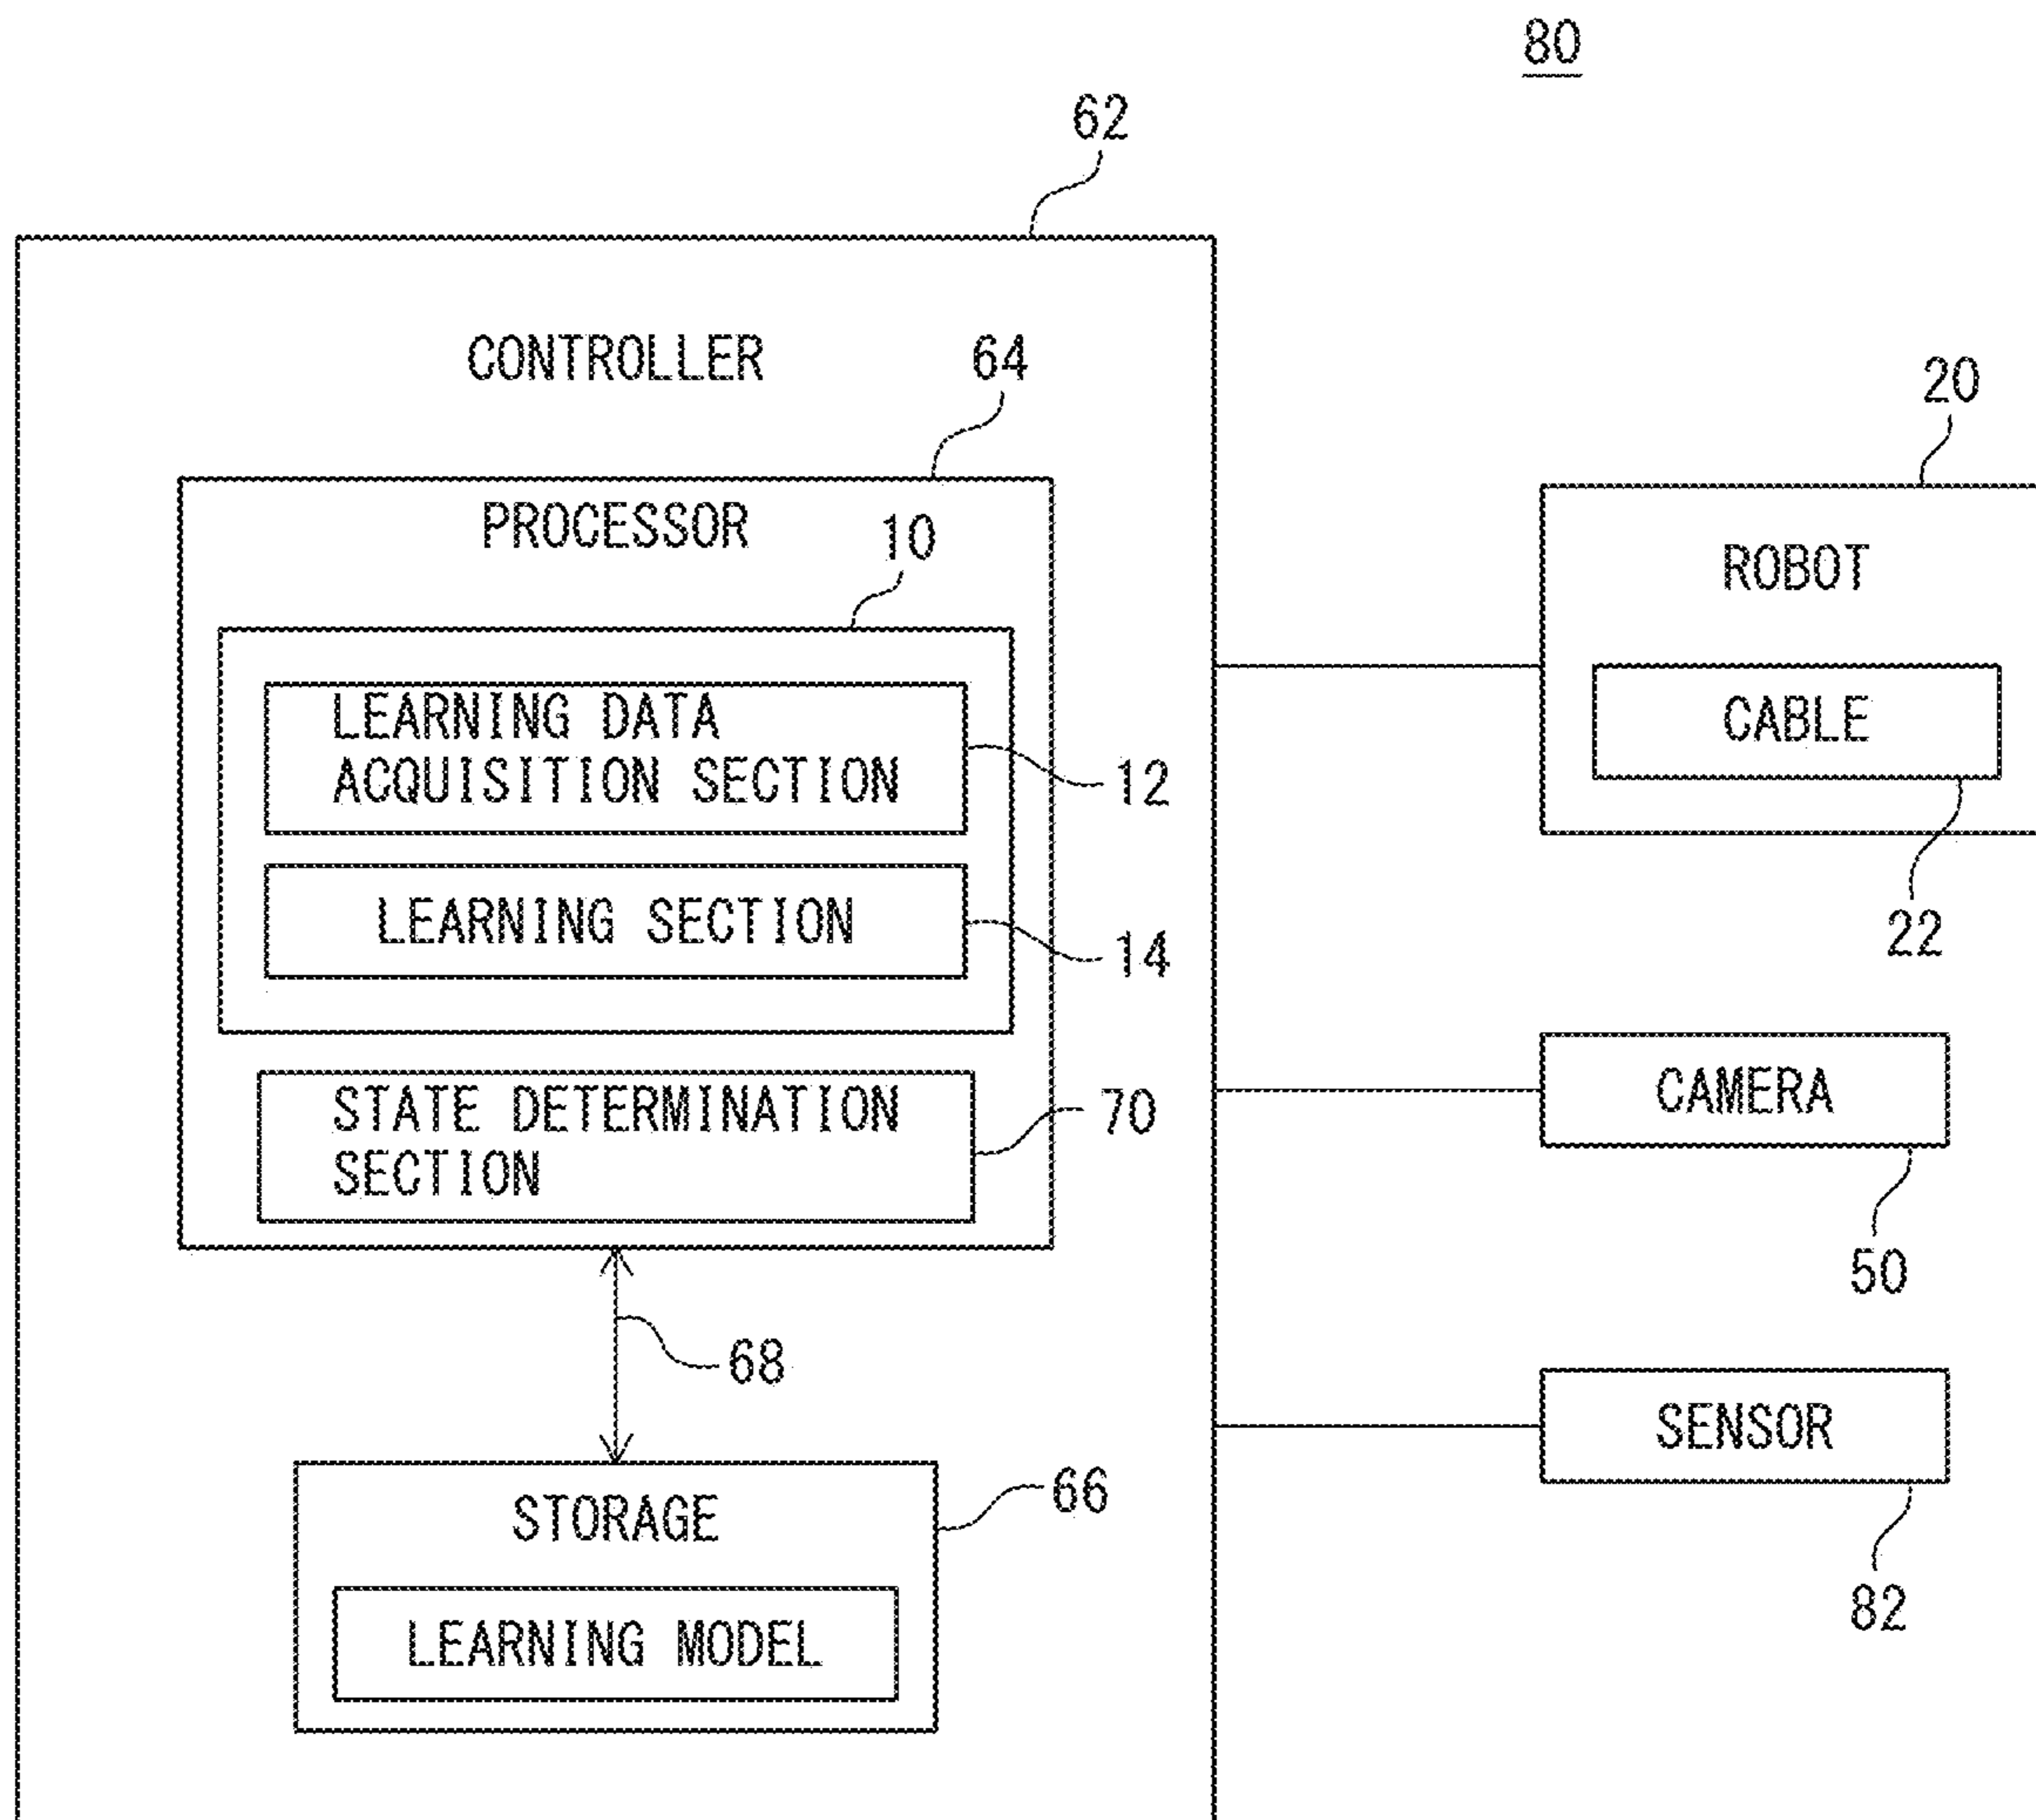 80
62
CONTROLLER
64
PROCESSOR
10
LEARNING DATA
ACQUISITION SECTION
12
LEARNING SECTION
14
STATE DETERMINATION
SECTION
70
68
STORAGE
66
LEARNING MODEL
20
ROBOT
CABLE
22
CAMERA
50
SENSOR
82